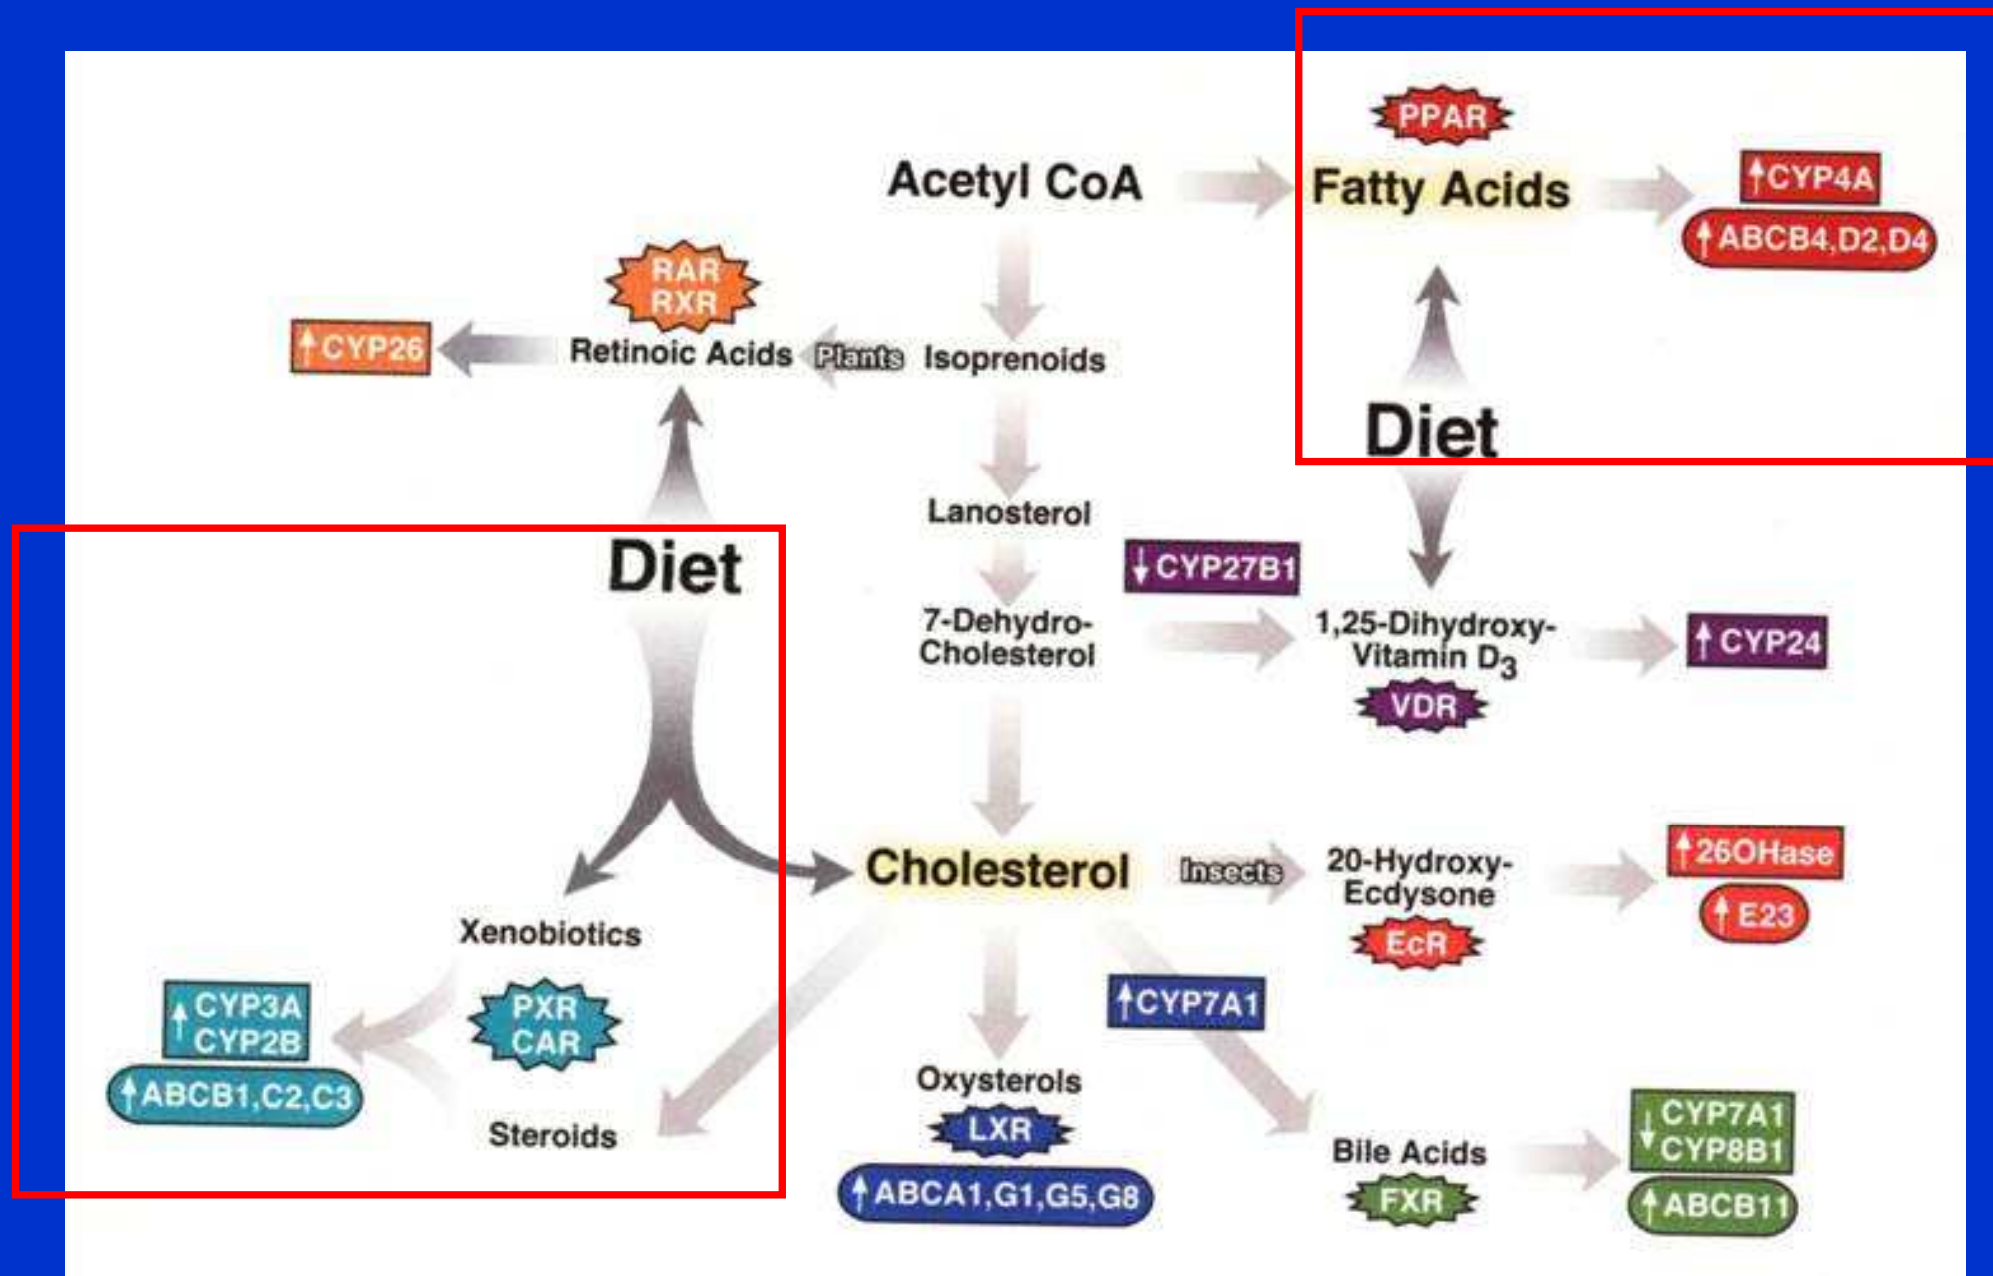 PPAR
Acetyl CoA
Fatty Acids
↑CYP4A
↑ABCB4,D2,D4
RAR
RXR
↑CYP26
Retinoic Acids
Plants
Isoprenoids
Diet
Lanosterol
Diet
↓CYP27B1
7-Dehydro-
Cholesterol
1,25-Dihydroxy-
Vitamin D3
↑CYP24
VDR
Cholesterol
Insects
20-Hydroxy-
Ecdysone
↑26OHase
↑E23
EcR
Xenobiotics
↑CYP3A
CYP2B
PXR
CAR
↑CYP7A1
↑ABCB1,C2,C3
Steroids
Oxysterols
LXR
↑ABCA1,G1,G5,G8
Bile Acids
FXR
↓CYP7A1
CYP8B1
↑ABCB11